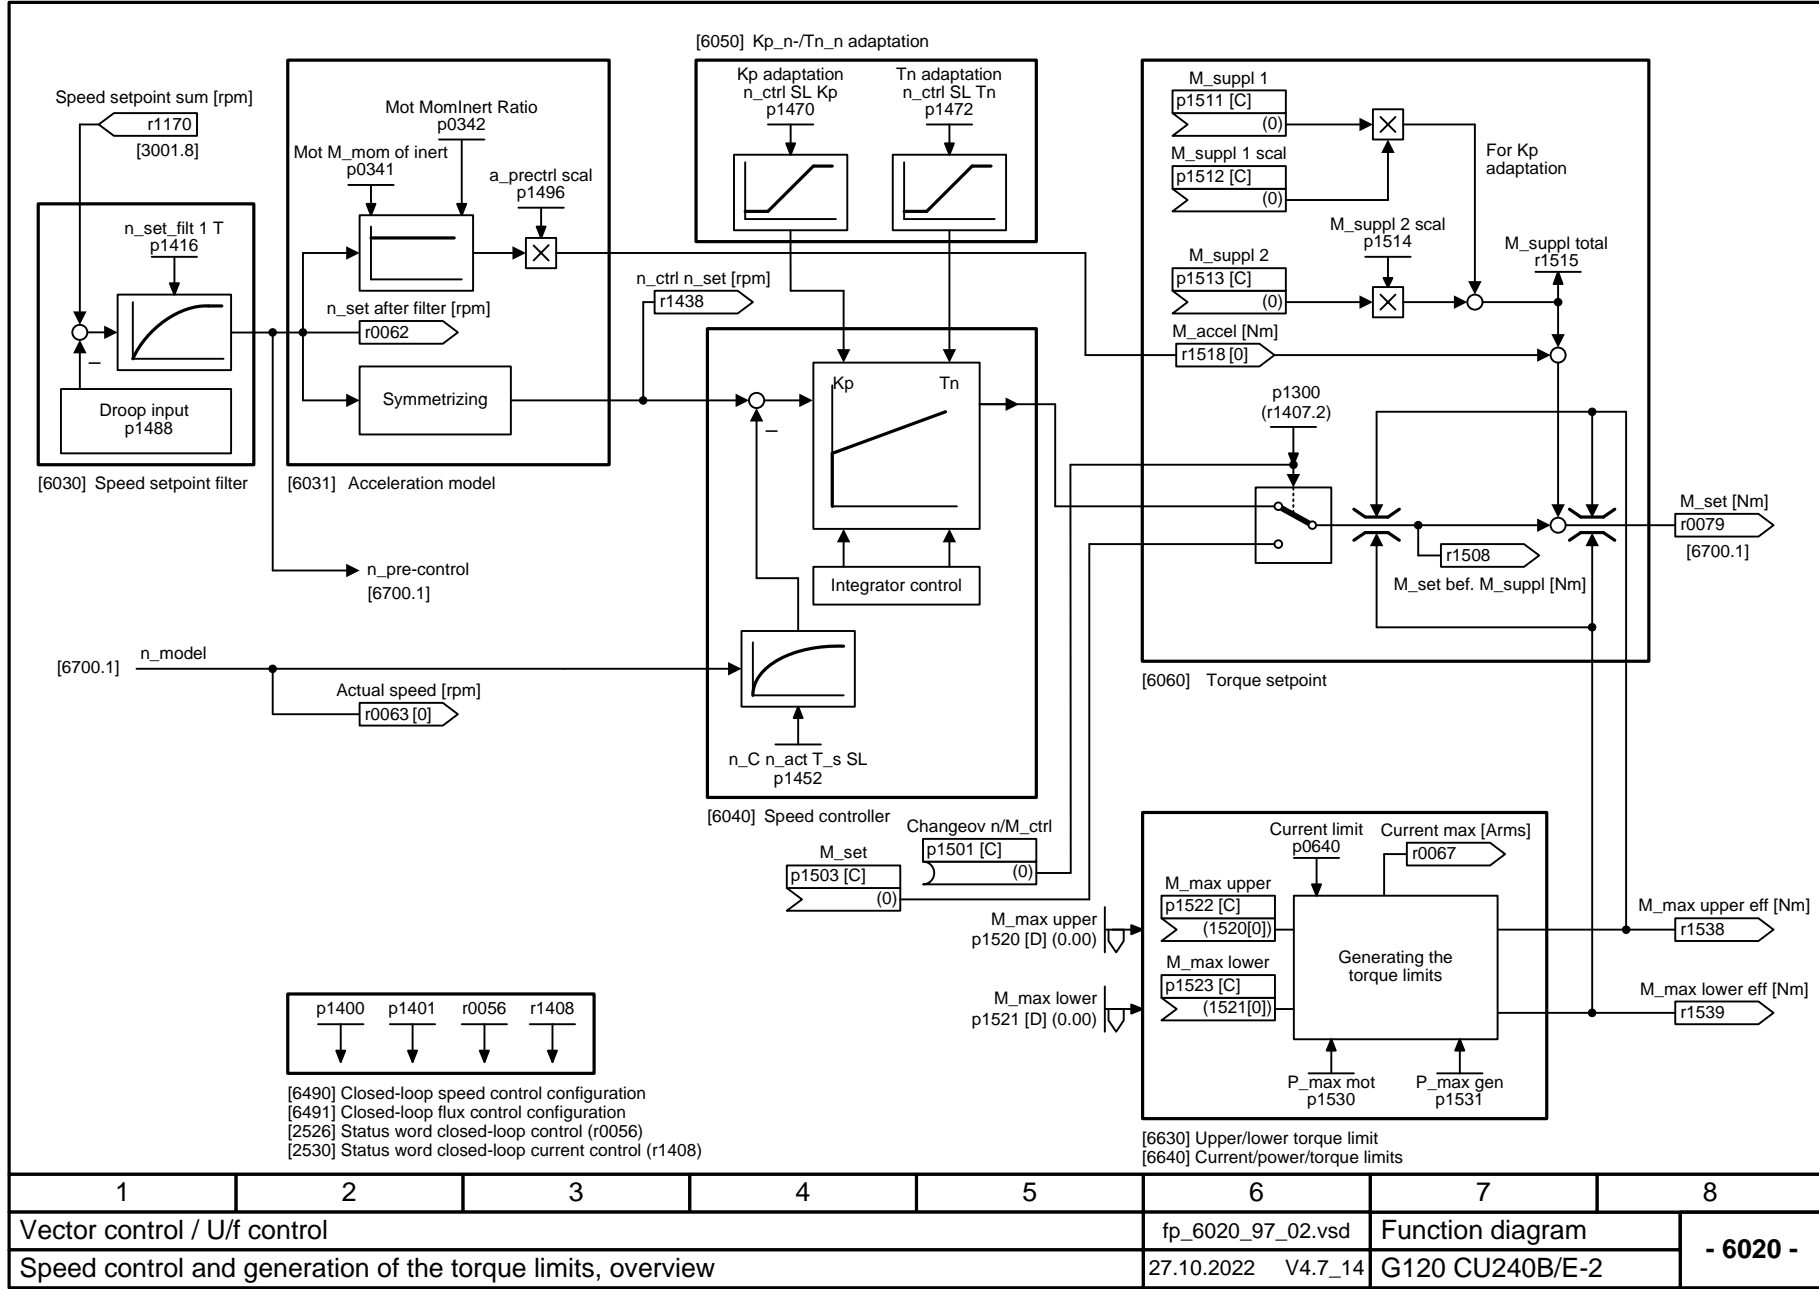 [6050] Kp_n-/Tn_n adaptation
Speed setpoint sum [rpm]
r1170
[3001.8]
Mot MomInert Ratio
p0342
Mot M_mom of inert
p0341
a_prectrl scal
p1496
Kp adaptation
n_ctrl SL Kp
p1470
Tn adaptation
n_ctrl SL Tn
p1472
M_suppl 1
p1511 [C]
(0)
M_suppl 1 scal
p1512 [C]
(0)
For Kp
adaptation
M_suppl 2 scal
p1514
M_suppl total
r1515
M_suppl 2
p1513 [C]
(0)
n_set_filt 1 T
p1416
n_set after filter [rpm]
r0062
n_ctrl n_set [rpm]
r1438
M_accel [Nm]
r1518 [0]
–
Droop input
p1488
Symmetrizing
–
Kp
Tn
p1300
(r1407.2)
[6030] Speed setpoint filter
[6031] Acceleration model
M_set [Nm]
r0079
[6700.1]
r1508
M_set bef. M_suppl [Nm]
n_pre-control
[6700.1]
Integrator control
[6700.1]
n_model
Actual speed [rpm]
r0063 [0]
[6060] Torque setpoint
n_C n_act T_s SL
p1452
[6040] Speed controller
Changeov n/M_ctrl
p1501 [C]
(0)
M_set
p1503 [C]
(0)
Current limit
p0640
Current max [Arms]
r0067
M_max upper
p1522 [C]
(1520[0])
M_max upper
p1520 [D] (0.00)
M_max upper eff [Nm]
r1538
Generating the
torque limits
M_max lower
p1523 [C]
(1521[0])
M_max lower
p1521 [D] (0.00)
M_max lower eff [Nm]
r1539
P_max mot
p1530
P_max gen
p1531
p1400 p1401 r0056 r1408
[6490] Closed-loop speed control configuration
[6491] Closed-loop flux control configuration
[2526] Status word closed-loop control (r0056)
[2530] Status word closed-loop current control (r1408)
[6630] Upper/lower torque limit
[6640] Current/power/torque limits
1 2 3 4 5 6 7 8
Vector control / U/f control
fp_6020_97_02.vsd
Function diagram
- 6020 -
Speed control and generation of the torque limits, overview
27.10.2022 V4.7_14
G120 CU240B/E-2